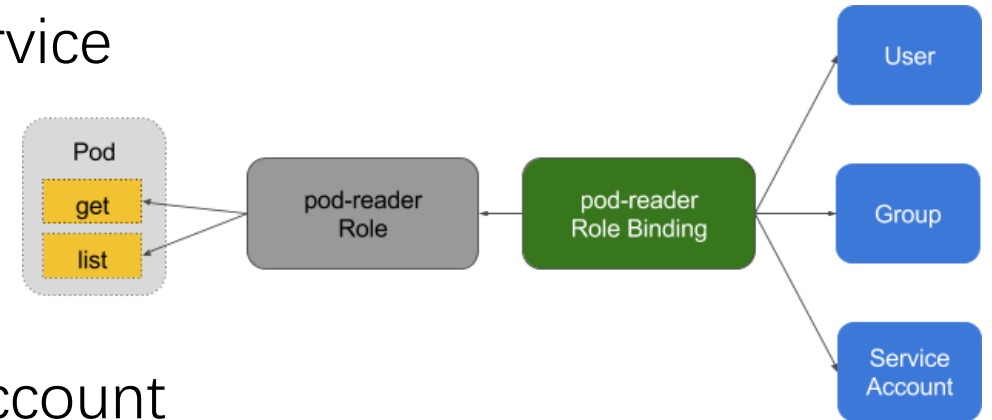 rvice
User
Pod
get
list
pod-reader
Role
pod-reader
Role Binding
Group
Service
Account
ccount